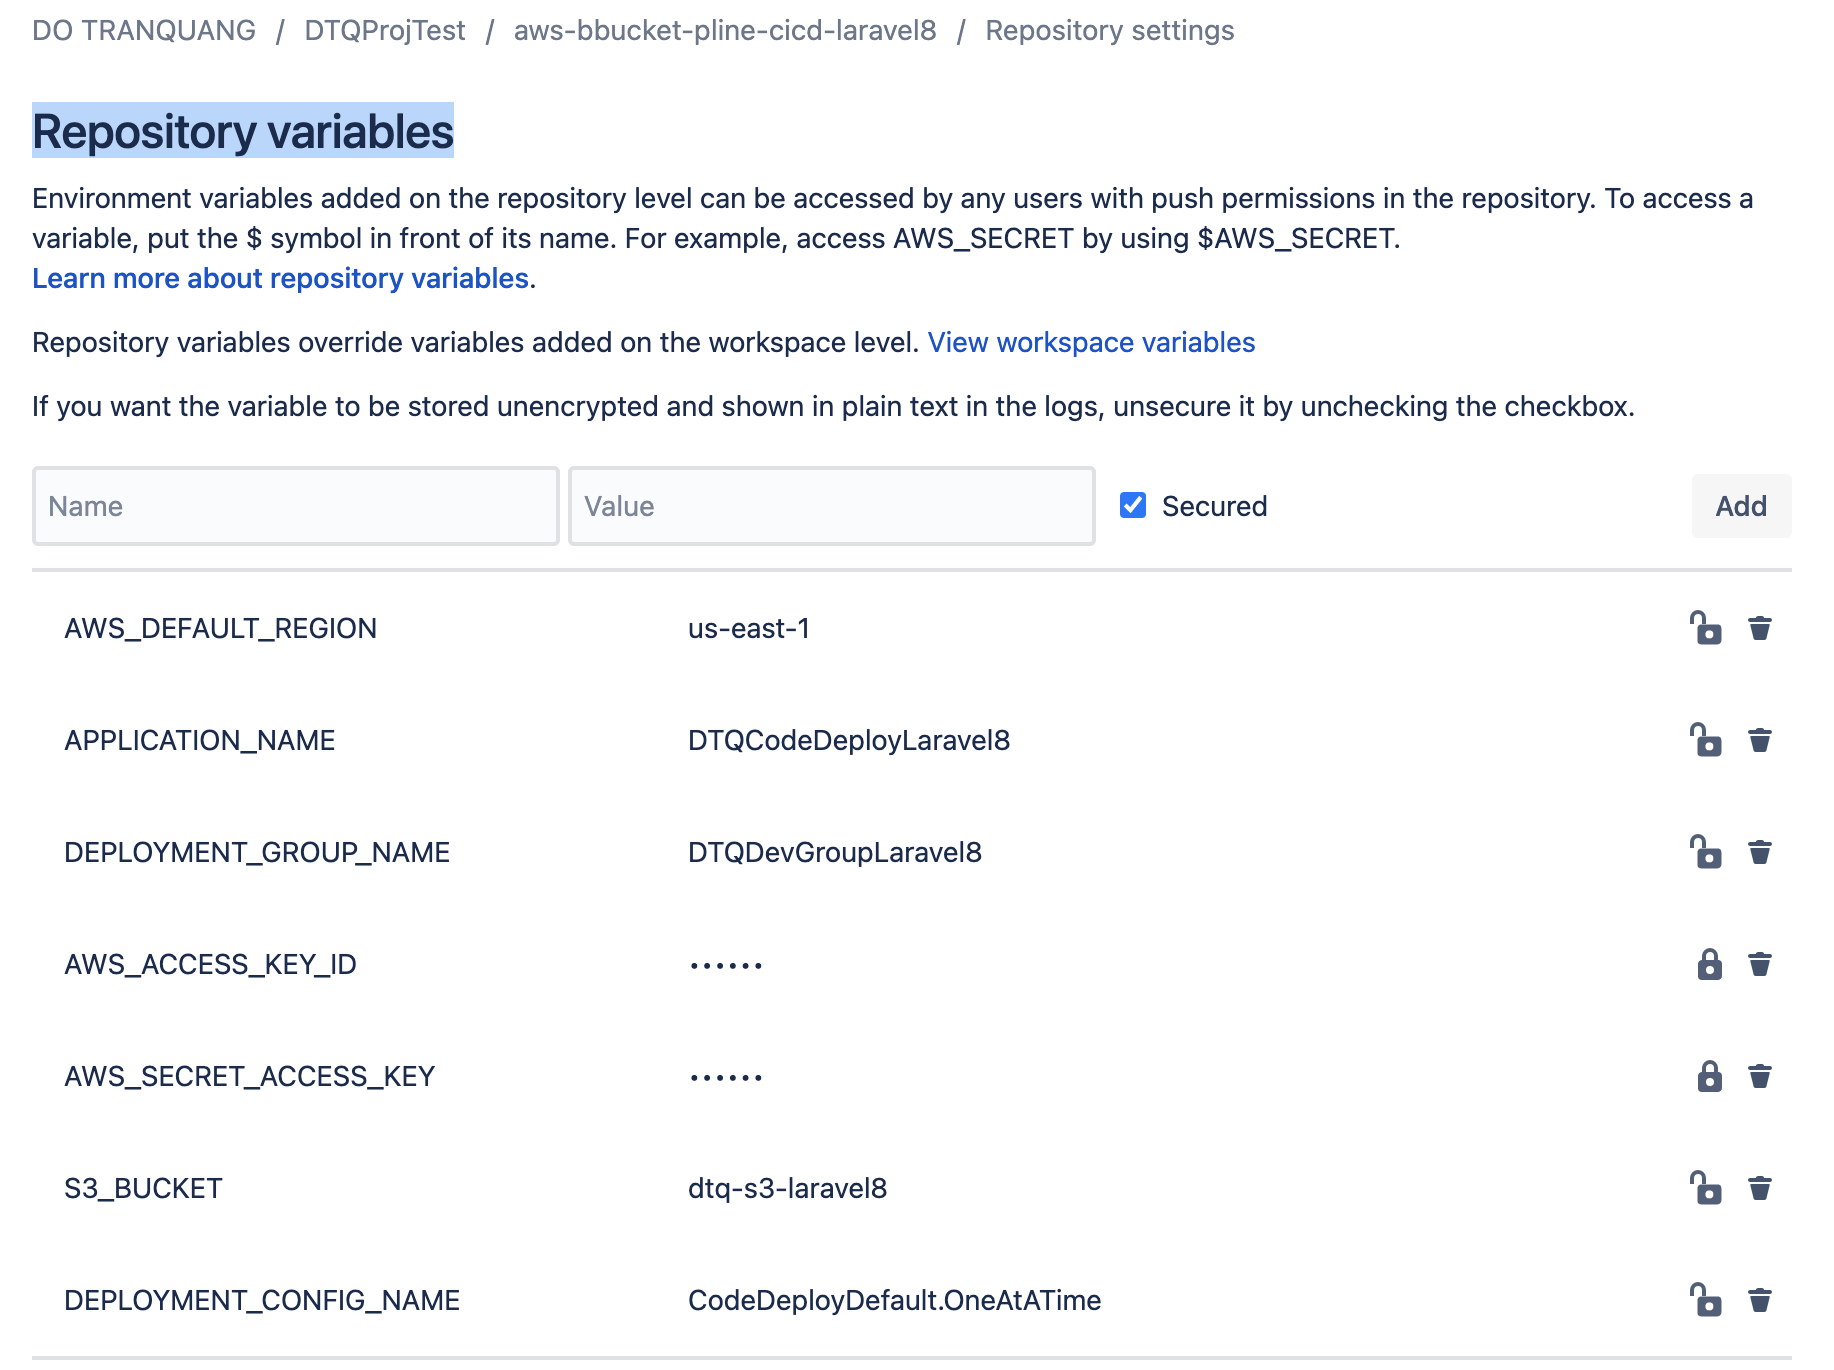 DO TRANQUANG / DTQProjTest / aws-bbucket-pline-cicd-laravel8 / Repository settings
Repository variables
Environment variables added on the repository level can be accessed by any users with push permissions in the repository. To access a
variable, put the $ symbol in front of its name. For example, access AWS_SECRET by using $AWS_SECRET.
Learn more about repository variables.
Repository variables override variables added on the workspace level. View workspace variables
If you want the variable to be stored unencrypted and shown in plain text in the logs, unsecure it by unchecking the checkbox.
Name Value Secured Add
AWS_DEFAULT_REGION us-east-1
APPLICATION_NAME DTQCodeDeployLaravel8
DEPLOYMENT_GROUP_NAME DTQDevGroupLaravel8
AWS_ACCESS_KEY_ID ••••••
AWS_SECRET_ACCESS_KEY ••••••
S3_BUCKET dtq-s3-laravel8
DEPLOYMENT_CONFIG_NAME CodeDeployDefault.OneAtATime